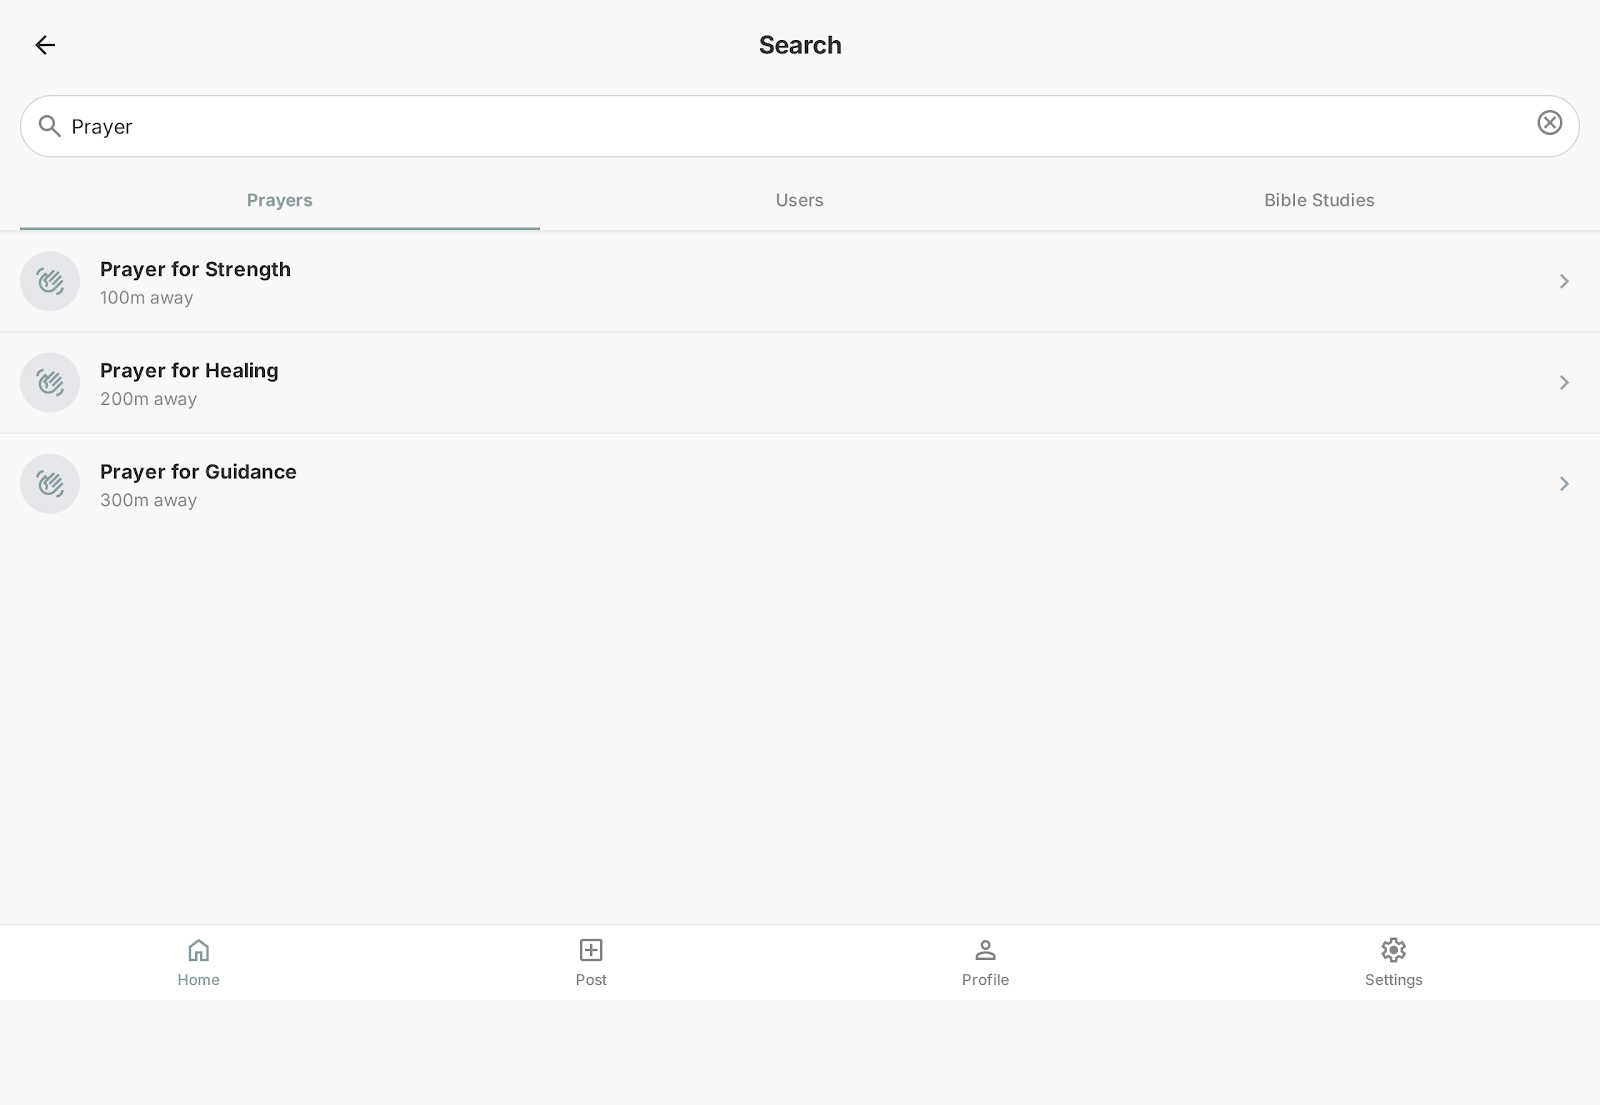 Search
Prayer
Prayers
Users
Bible Studies
Prayer for Strength
100m away
Prayer for Healing
200m away
Prayer for Guidance
300m away
Home
Post
Profile
Settings